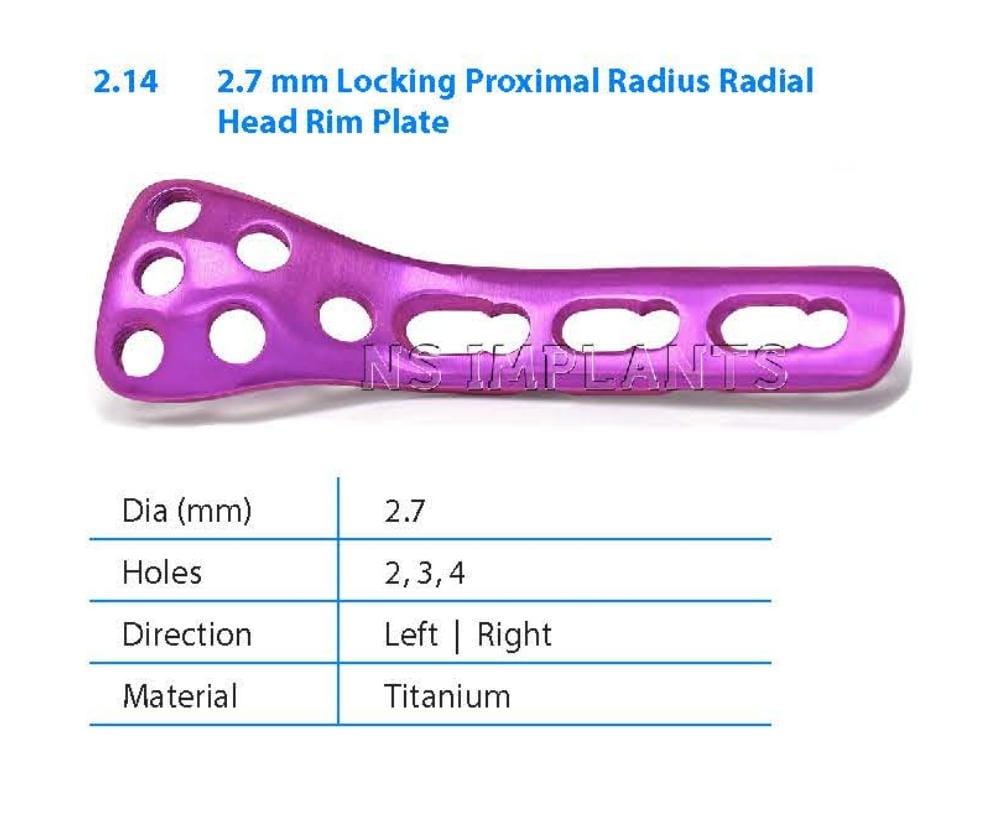 2.14 2.7 mm Locking Proximal Radius Radial
Head Rim Plate
NS IMPLANTS
Dia (mm) 2.7
Holes 2, 3, 4
Direction Left | Right
Material Titanium